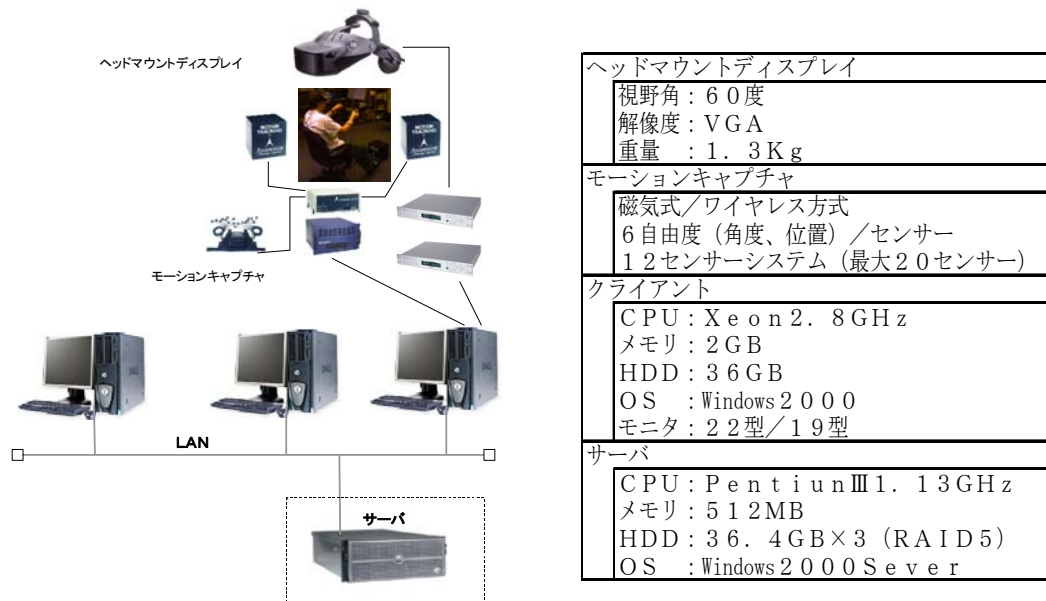 ヘッドマウントディスプレイ
モーションキャプチャ
LAN
サーバ
ヘッドマウントディスプレイ
視野角：６０度
解像度：ＶＧＡ
重量　：１．３Ｋｇ
モーションキャプチャ
磁気式／ワイヤレス方式
６自由度（角度、位置）／センサー
１２センサーシステム（最大２０センサー）
クライアント
ＣＰＵ：Ｘｅｏｎ２．８GHz
メモリ：２ＧＢ
ＨＤＤ：３６ＧＢ
ＯＳ　：Windows２０００
モニタ：２２型／１９型
サーバ
ＣＰＵ：ＰｅｎｔｉｕｎⅢ１．１３GHz
メモリ：５１２MB
ＨＤＤ：３６．４ＧＢ×３（ＲＡＩＤ５）
ＯＳ　：Windows２０００Ｓｅｖｅｒ